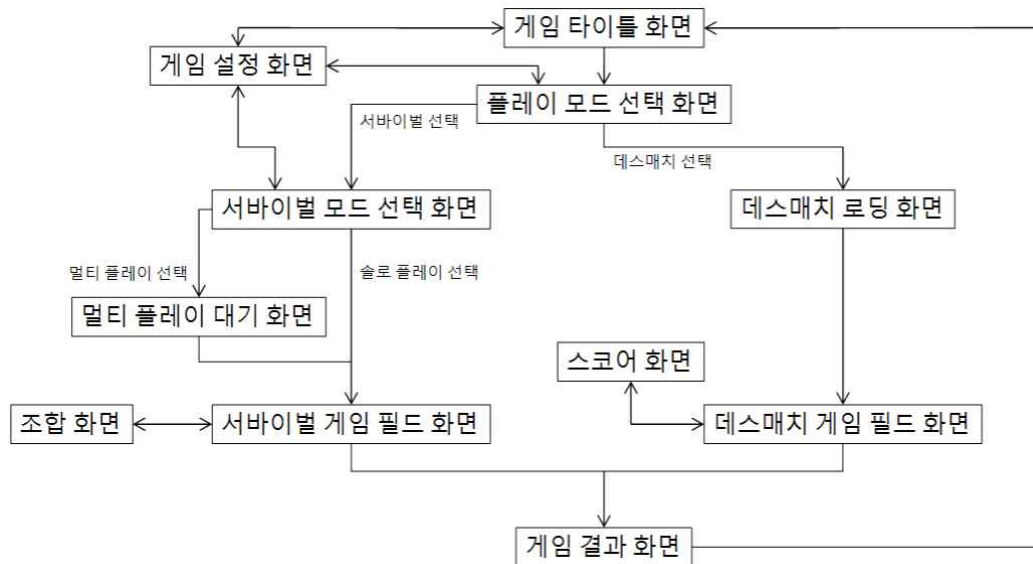 게임 타이틀 화면
게임 설정 화면
플레이 모드 선택 화면
서바이벌 선택
데스매치 선택
서바이벌 모드 선택 화면
데스매치 로딩 화면
멀티 플레이 선택
솔로 플레이 선택
멀티 플레이 대기 화면
스코어 화면
조합 화면
서바이벌 게임 필드 화면
데스매치 게임 필드 화면
게임 결과 화면